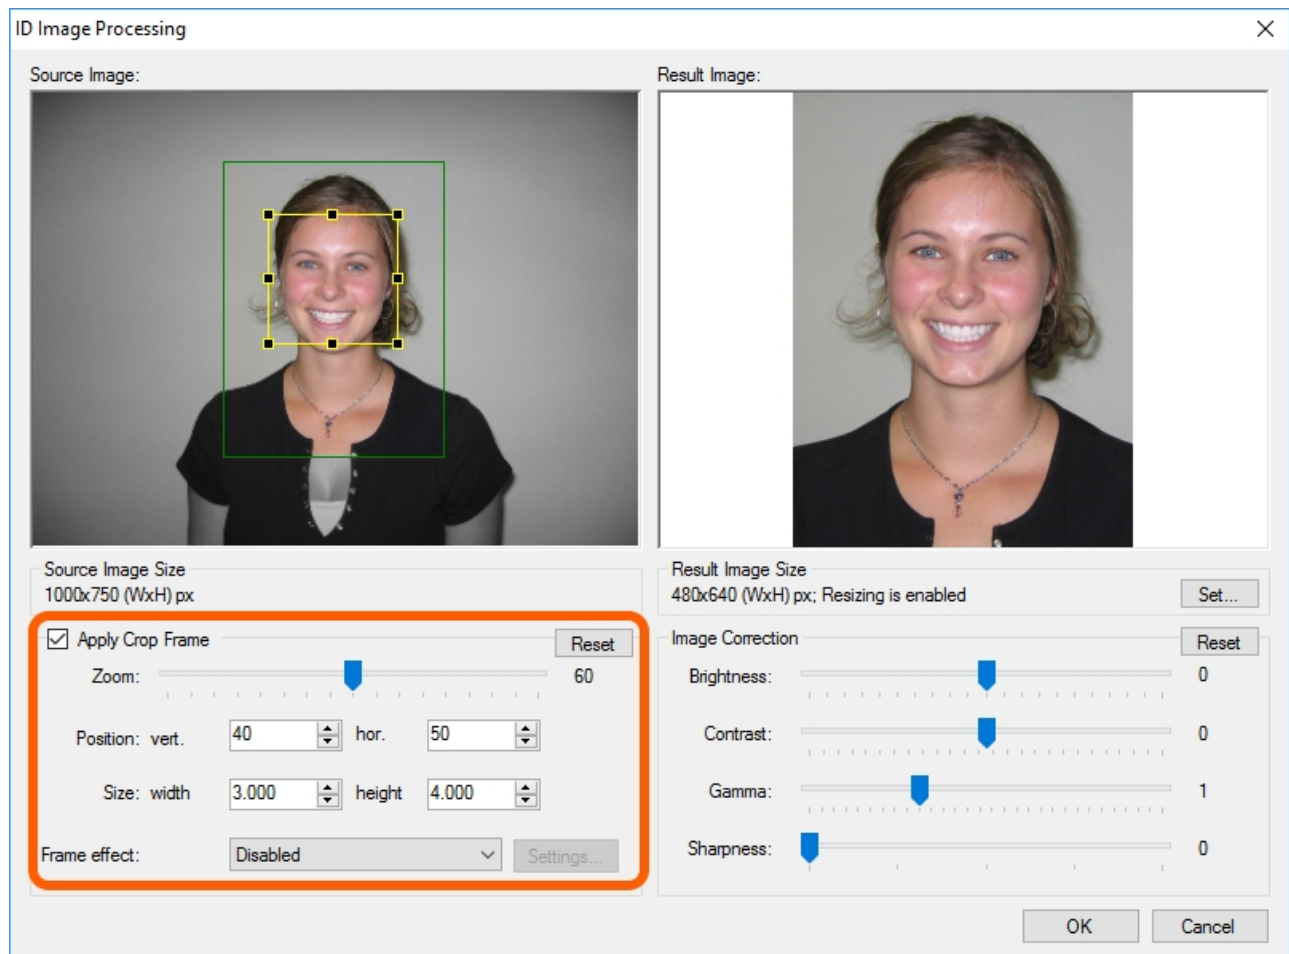 ID Image Processing
Source Image:
Result Image:
Source Image Size
1000x750 (WxH) px
Result Image Size
480x640 (WxH) px; Resizing is enabled
Set...
Apply Crop Frame
Reset
Zoom:
60
Position: vert.
40
hor.
50
Size: width
3.000
height
4.000
Frame effect:
Disabled
Settings...
Image Correction
Reset
Brightness:
0
Contrast:
0
Gamma:
1
Sharpness:
0
OK
Cancel